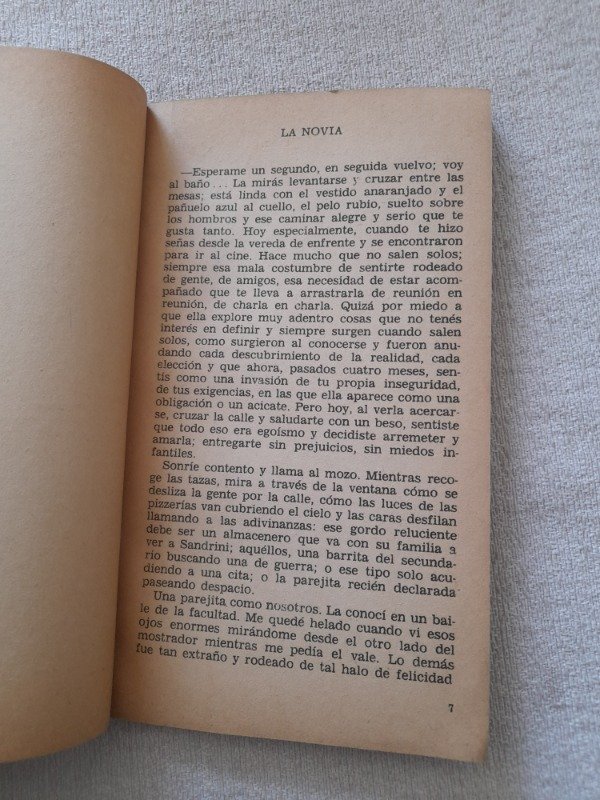 LA NOVIA
—Esperame un segundo, en seguida vuelvo; voy
al baño... La mirás levantarse y cruzar entre las
mesas; está linda con el vestido anaranjado y el
pañuelo azul al cuello, el pelo rubio, suelto sobre
los hombros y ese caminar alegre y serio que te
gusta tanto. Hoy especialmente, cuando te hizo
señas desde la vereda de enfrente y se encontraron
para ir al cine. Hace mucho que no salen solos;
siempre esa mala costumbre de sentirte rodeado
de gente, de amigos, esa necesidad de estar acom-
pañado que te lleva a arrastrarla de reunión en
reunión, de charla en charla. Quizá por miedo a
que ella explore muy adentro cosas que no tenés
interés en definir y siempre surgen cuando salen
solos, como surgieron al conocerse y fueron anu-
dando cada descubrimiento de la realidad, cada
elección y que ahora, pasados cuatro meses, sen-
tís como una invasión de tu propia inseguridad,
de tus exigencias, en las que ella aparece como una
obligación o un acicate. Pero hoy, al verla acercar-
se, cruzar la calle y saludarte con un beso, sentiste
que todo eso era egoísmo y decidiste arremeter y
amarla; entregarte sin prejuicios, sin miedos in-
fantiles.
Sonríe contento y llama al mozo. Mientras reco-
ge las tazas, mira a través de la ventana cómo se
desliza la gente por la calle, cómo las luces de las
pizzerías van cubriendo el cielo y las caras desfilan
llamando a las adivinanzas: ese gordo reluciente
debe ser un almacenero que va con su familia a
ver a Sandrini; aquéllos, una barrita del secunda-
rio buscando una de guerra; o ese tipo solo acu-
diendo a una cita; o la parejita recién declarada
paseando despacio.
Una parejita como nosotros. La conocí en un bai-
le de la facultad. Me quedé helado cuando vi esos
ojos enormes mirándome desde el otro lado del
mostrador mientras me pedía el vale. Lo demás
fue tan extraño y rodeado de tal halo de felicidad
7